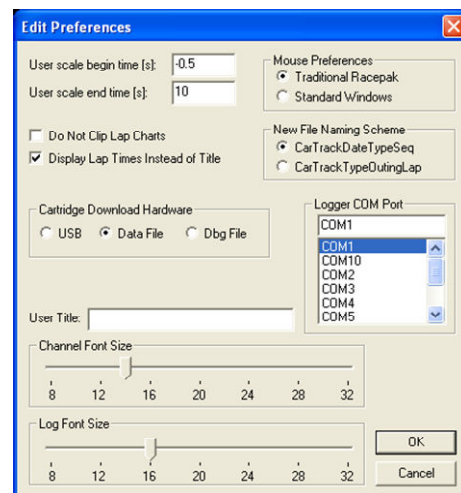 Edit Preferences
User scale begin time [s]: -0.5
User scale end time [s]: 10
Mouse Preferences
Traditional Racepak
Standard Windows
Do Not Clip Lap Charts
Display Lap Times Instead of Title
New File Naming Scheme
CarTrackDateTypeSeq
CarTrackTypeOutingLap
Cartridge Download Hardware
USB Data File Dbg File
Logger COM Port
COM1
COM1
COM10
COM2
COM3
COM4
COM5
User Title:
Channel Font Size
8 12 16 20 24 28 32
Log Font Size
8 12 16 20 24 28 32
OK
Cancel